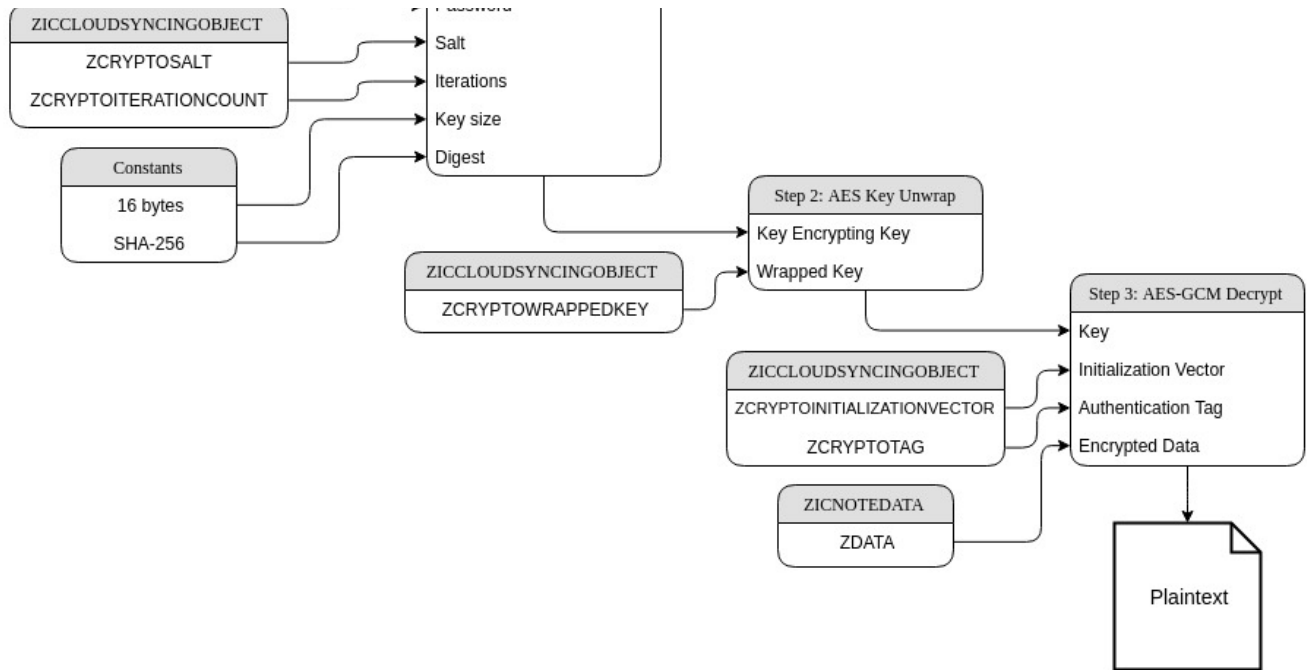 Password
ZICCLOUDSYNCINGOBJECT
ZCRYPTOSALT
ZCRYPTOITERATIONCOUNT
Salt
Iterations
Key size
Digest
Constants
16 bytes
SHA-256
Step 2: AES Key Unwrap
Key Encrypting Key
Wrapped Key
ZICCLOUDSYNCINGOBJECT
ZCRYPTOWRAPPEDKEY
Step 3: AES-GCM Decrypt
Key
Initialization Vector
Authentication Tag
Encrypted Data
ZICCLOUDSYNCINGOBJECT
ZCRYPTOINITIALIZATIONVECTOR
ZCRYPTOTAG
ZICNOTEDATA
ZDATA
Plaintext